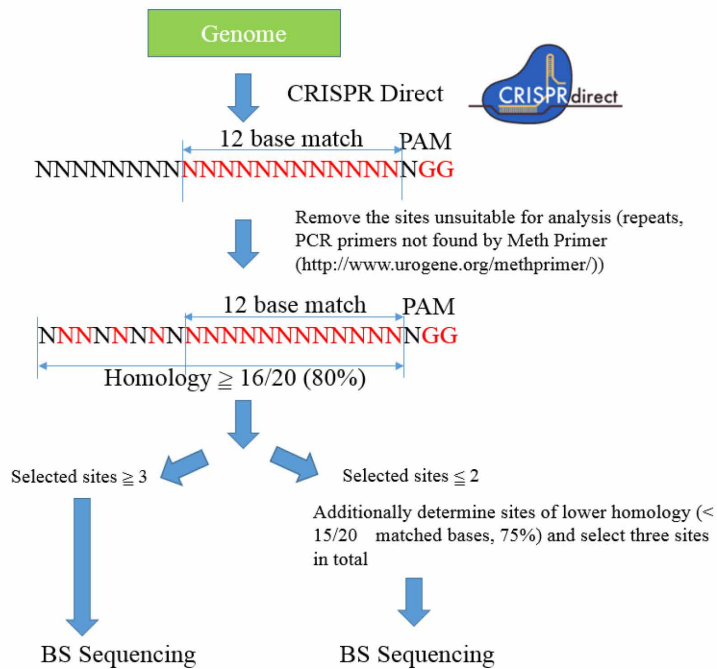 Genome
CRISPR Direct
CRISPR direct
12 base match PAM
NNNNNNNNNNNNNNNNNNNNNGG
Remove the sites unsuitable for analysis (repeats,
PCR primers not found by Meth Primer
(http://www.urogene.org/methprimer/))
12 base match PAM
NNNNNNNNNNNNNNNNNNNNNGG
Homology ≧ 16/20 (80%)
Selected sites ≧ 3
Selected sites ≦ 2
Additionally determine sites of lower homology (<
15/20 matched bases, 75%) and select three sites
in total
BS Sequencing
BS Sequencing